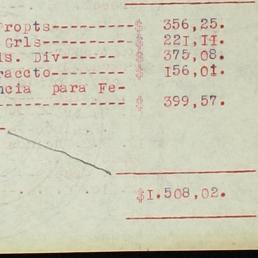 Propts-------- $ 356,25.
Grls------- $ 221,11.
s. Div------ $ 375,08.
raccto-------- $ 156,01.
ncia para Fe-
---------- $ 399,57.
$1.508,02.